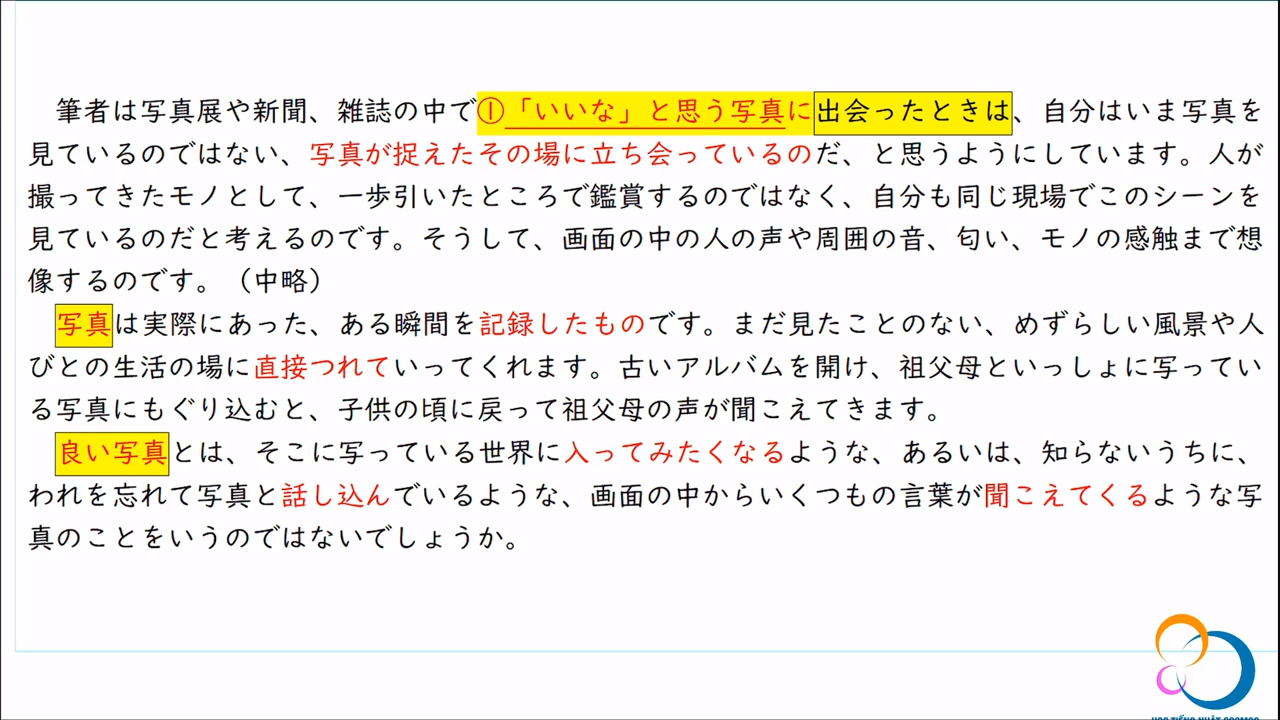 筆者は写真展や新聞、雑誌の中で①「いいな」と思う写真に出会ったときは、自分はいま写真を
見ているのではない、写真が捉えたその場に立ち会っているのだ、と思うようにしています。人が
撮ってきたモノとして、一歩引いたところで鑑賞するのではなく、自分も同じ現場でこのシーンを
見ているのだと考えるのです。そうして、画面の中の人の声や周囲の音、匂い、モノの感触まで想
像するのです。（中略）
写真は実際にあった、ある瞬間を記録したものです。まだ見たことのない、めずらしい風景や人
びとの生活の場に直接つれていってくれます。古いアルバムを開け、祖父母といっしょに写ってい
る写真にもぐり込むと、子供の頃に戻って祖父母の声が聞こえてきます。
良い写真とは、そこに写っている世界に入ってみたくなるような、あるいは、知らないうちに、
われを忘れて写真と話し込んでいるような、画面の中からいくつもの言葉が聞こえてくるような写
真のことをいうのではないでしょうか。